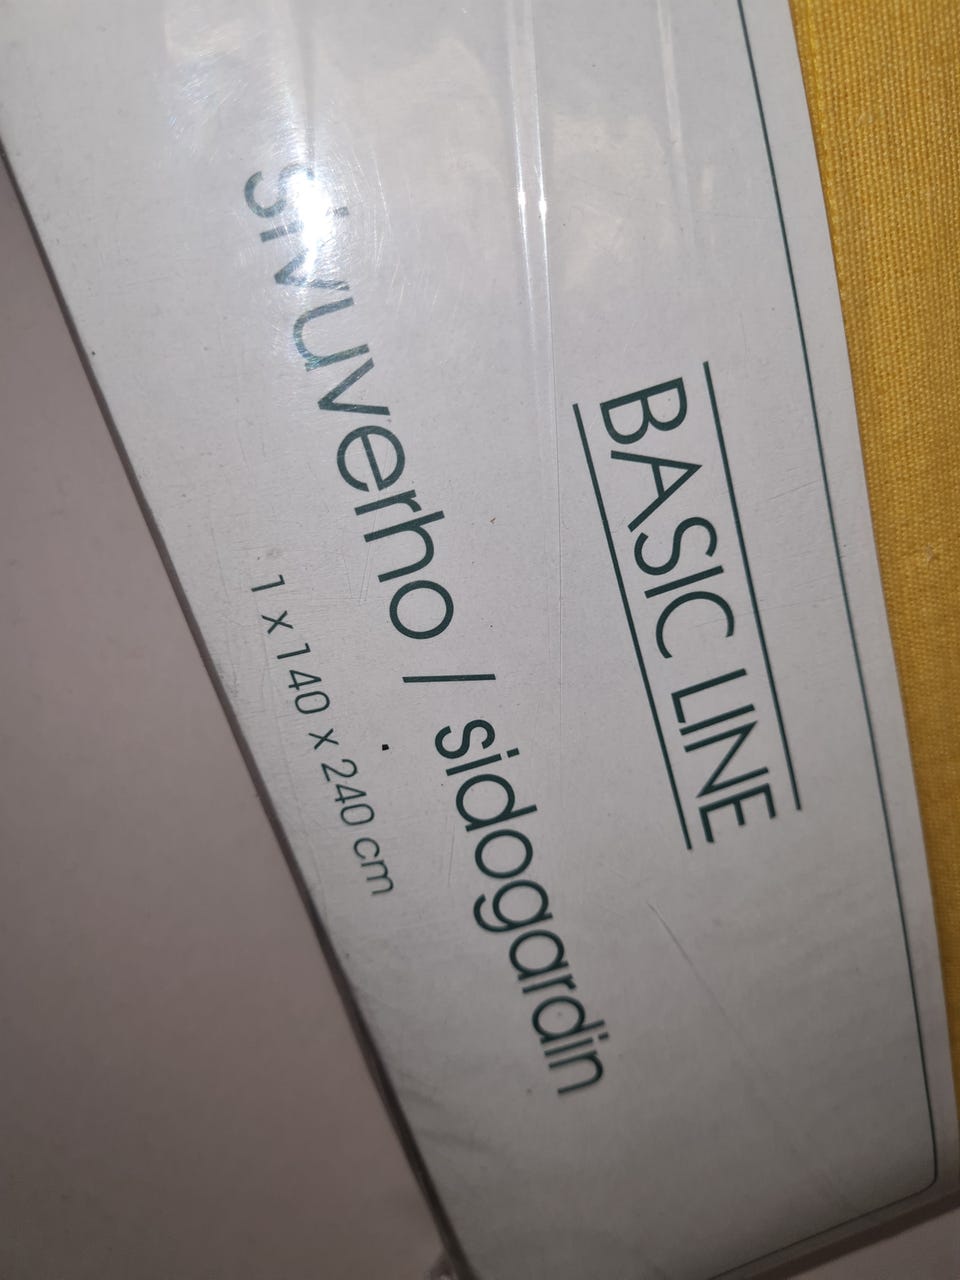 BASIC LINE
sivuverho / sidogardin
1 x 140 x 240 cm